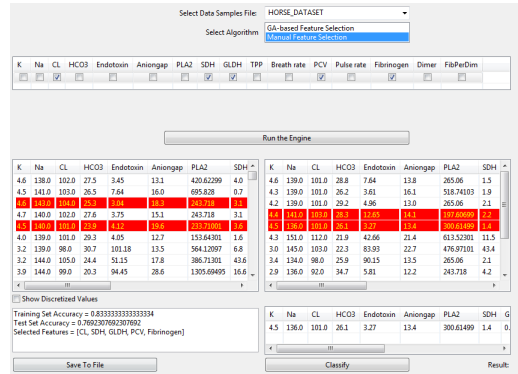 Select Data Samples File: HORSE_DATASET
Select Algorithm GA-based Feature Selection
Manual Feature Selection
K Na CL HCO3 Endotoxin Aniongap PLA2 SDH GLDH TPP Breath rate PCV Pulse rate Fibrinogen Dimer FibPerDim
Run the Engine
K Na CL HCO3 Endotoxin Aniongap PLA2 SDH
4.6 138.0 102.0 27.5 3.45 13.1 420.62299 4.0
4.5 141.0 103.0 26.5 7.64 16.0 695.828 0.7
4.6 143.0 104.0 25.3 3.04 18.3 243.718 3.1
4.7 140.0 102.0 27.6 3.75 15.1 243.718 3.1
4.5 140.0 101.0 23.9 4.12 19.6 233.71001 3.6
4.0 139.0 101.0 29.3 4.05 12.7 153.64301 1.6
3.2 139.0 98.0 30.7 101.18 13.5 564.12097 6.8
3.2 144.0 105.0 24.4 51.15 17.8 386.71301 43.6
3.9 144.0 99.0 20.3 94.45 28.6 1305.69495 16.6
K Na CL HCO3 Endotoxin Aniongap PLA2 SDH
4.6 139.0 101.0 28.8 7.64 13.8 265.06 1.5
4.3 139.0 101.0 26.2 3.61 16.1 518.74103 1.9
4.2 139.0 101.0 29.2 4.96 13.0 265.06 2.1
4.4 141.0 103.0 28.3 12.65 14.1 197.60699 2.2
4.5 136.0 101.0 26.1 3.27 13.4 300.61499 1.4
4.3 151.0 112.0 21.9 42.66 21.4 613.52301 11.5
3.0 145.0 103.0 22.3 83.93 22.7 476.97101 43.4
3.4 134.0 98.0 25.9 90.15 13.5 265.06 2.1
2.9 136.0 92.0 34.7 5.81 12.2 243.718 4.2
Show Discretized Values
Training Set Accuracy = 0.8333333333333334
Test Set Accuracy = 0.7692307692307692
Selected Features = [CL, SDH, GLDH, PCV, Fibrinogen]
K Na CL HCO3 Endotoxin Aniongap PLA2 SDH G
4.5 136.0 101.0 26.1 3.27 13.4 300.61499 1.4 0.
Save To File
Classify
Result: